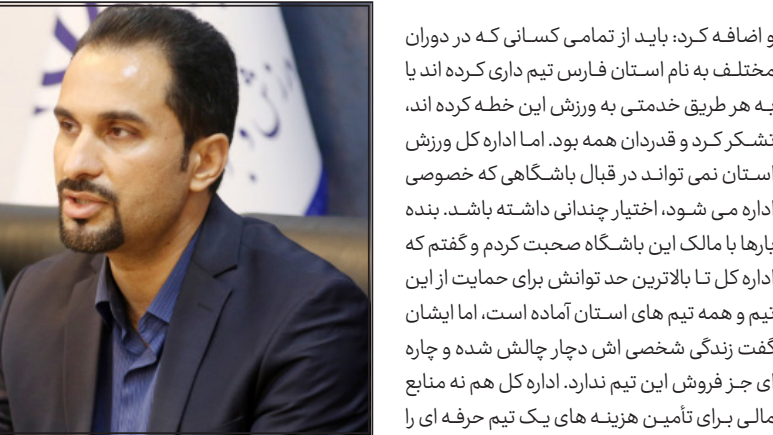 و اضافه کرد: باید از تمامی کسانی که در دوران
مختلف به نام استان فارس تیم داری کرده اند یا
به هر طریق خدمتی به ورزش این خطه کرده اند،
تشکر کرد و قدردان همه بود. اما اداره کل ورزش
استان نمی تواند در قبال باشگاهی که خصوصی
اداره می شود، اختیار چندانی داشته باشد. بنده
بارها با مالک این باشگاه صحبت کردم و گفتم که
اداره کل تا بالاترین حد توانش برای حمایت از این
تیم و همه تیم های استان آماده است، اما ایشان
گفت زندگی شخصی اش دچار چالش شده و چاره
ای جز فروش این تیم ندارد. اداره کل هم نه منابع
مالی برای تأمین هزینه های یک تیم حرفه ای را